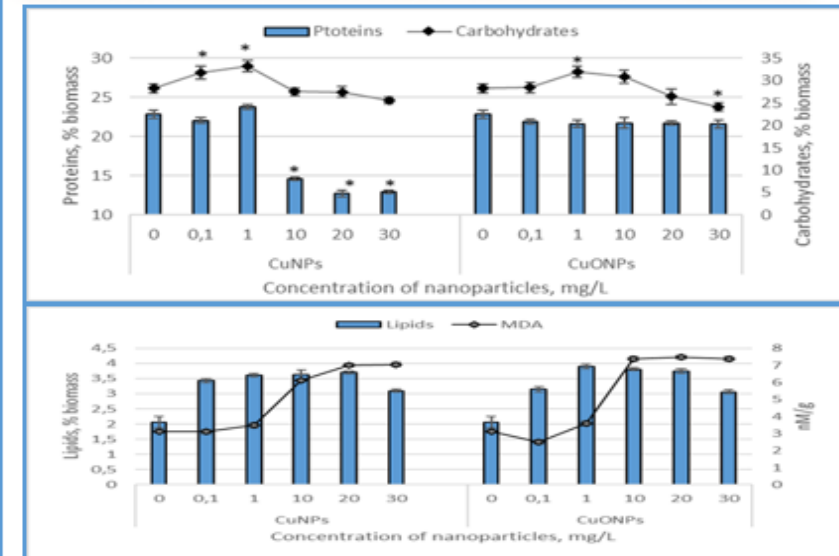 Ptoteins Carbohydrates
30 35
25 30
20 25
15 20
10 15
10
5
0
Proteins, % biomass
Carbohydrates, % biomass
* * * * * * * *
0 0,1 1 10 20 30 0 0,1 1 10 20 30
CuNPs CuONPs
Concentration of nanoparticles, mg/L
Lipids MDA
4,5 8
4 7
3,5 6
3 5
2,5 4
2 3
1,5 2
1 1
0,5 0
0
Lipids, % biomass
nM/g
0 0,1 1 10 20 30 0 0,1 1 10 20 30
CuNPs CuONPs
Concentration of nanoparticles, mg/L